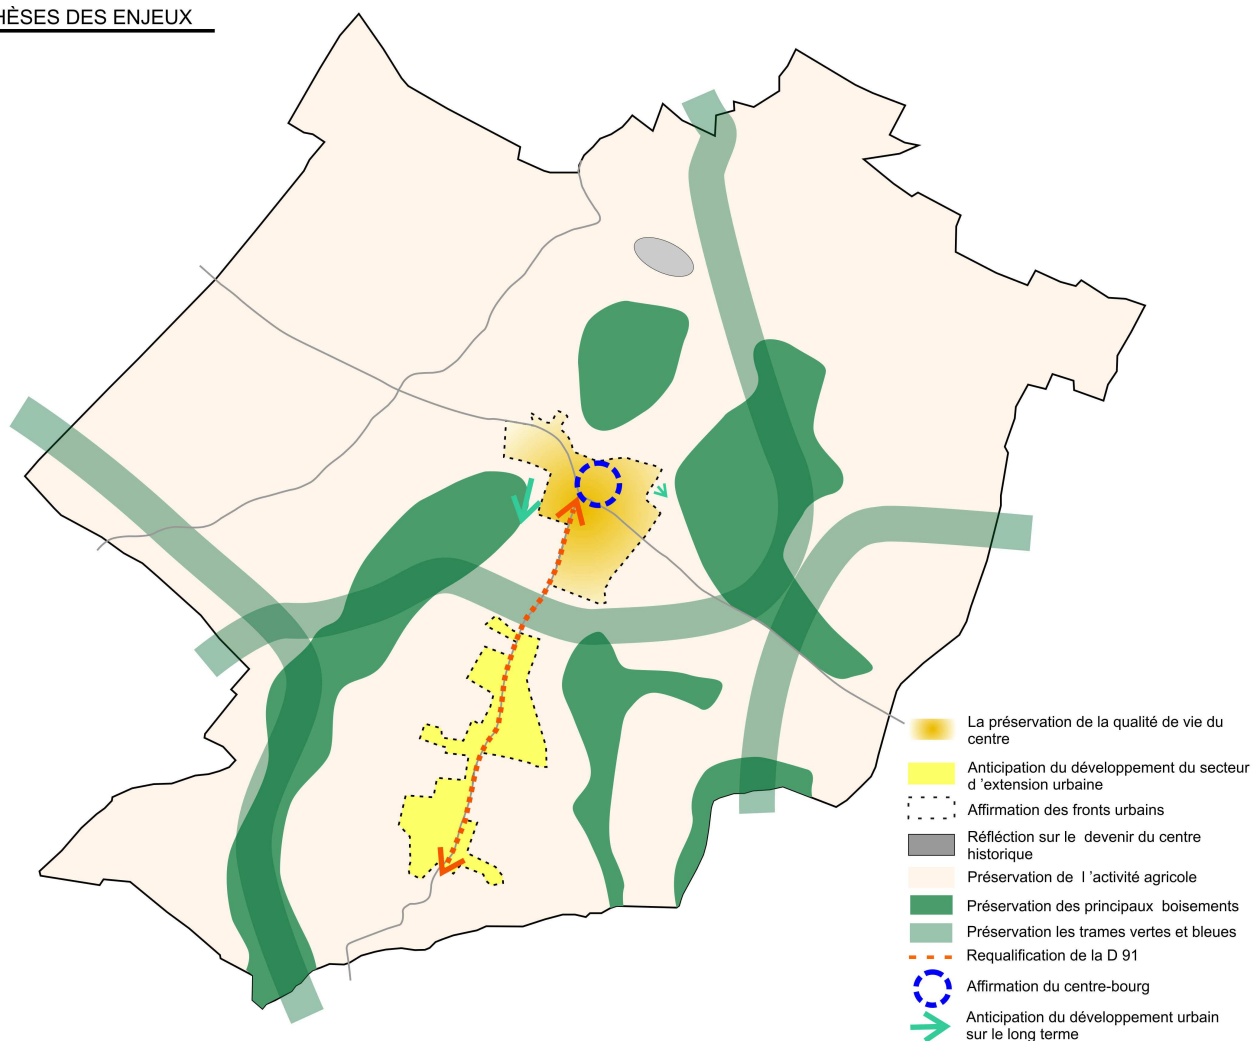 HÈSES DES ENJEUX
La préservation de la qualité de vie du
centre
Anticipation du développement du secteur
d 'extension urbaine
Affirmation des fronts urbains
Réfléction sur le devenir du centre
historique
Préservation de l 'activité agricole
Préservation des principaux boisements
Préservation les trames vertes et bleues
Requalification de la D 91
Affirmation du centre-bourg
Anticipation du développement urbain
sur le long terme